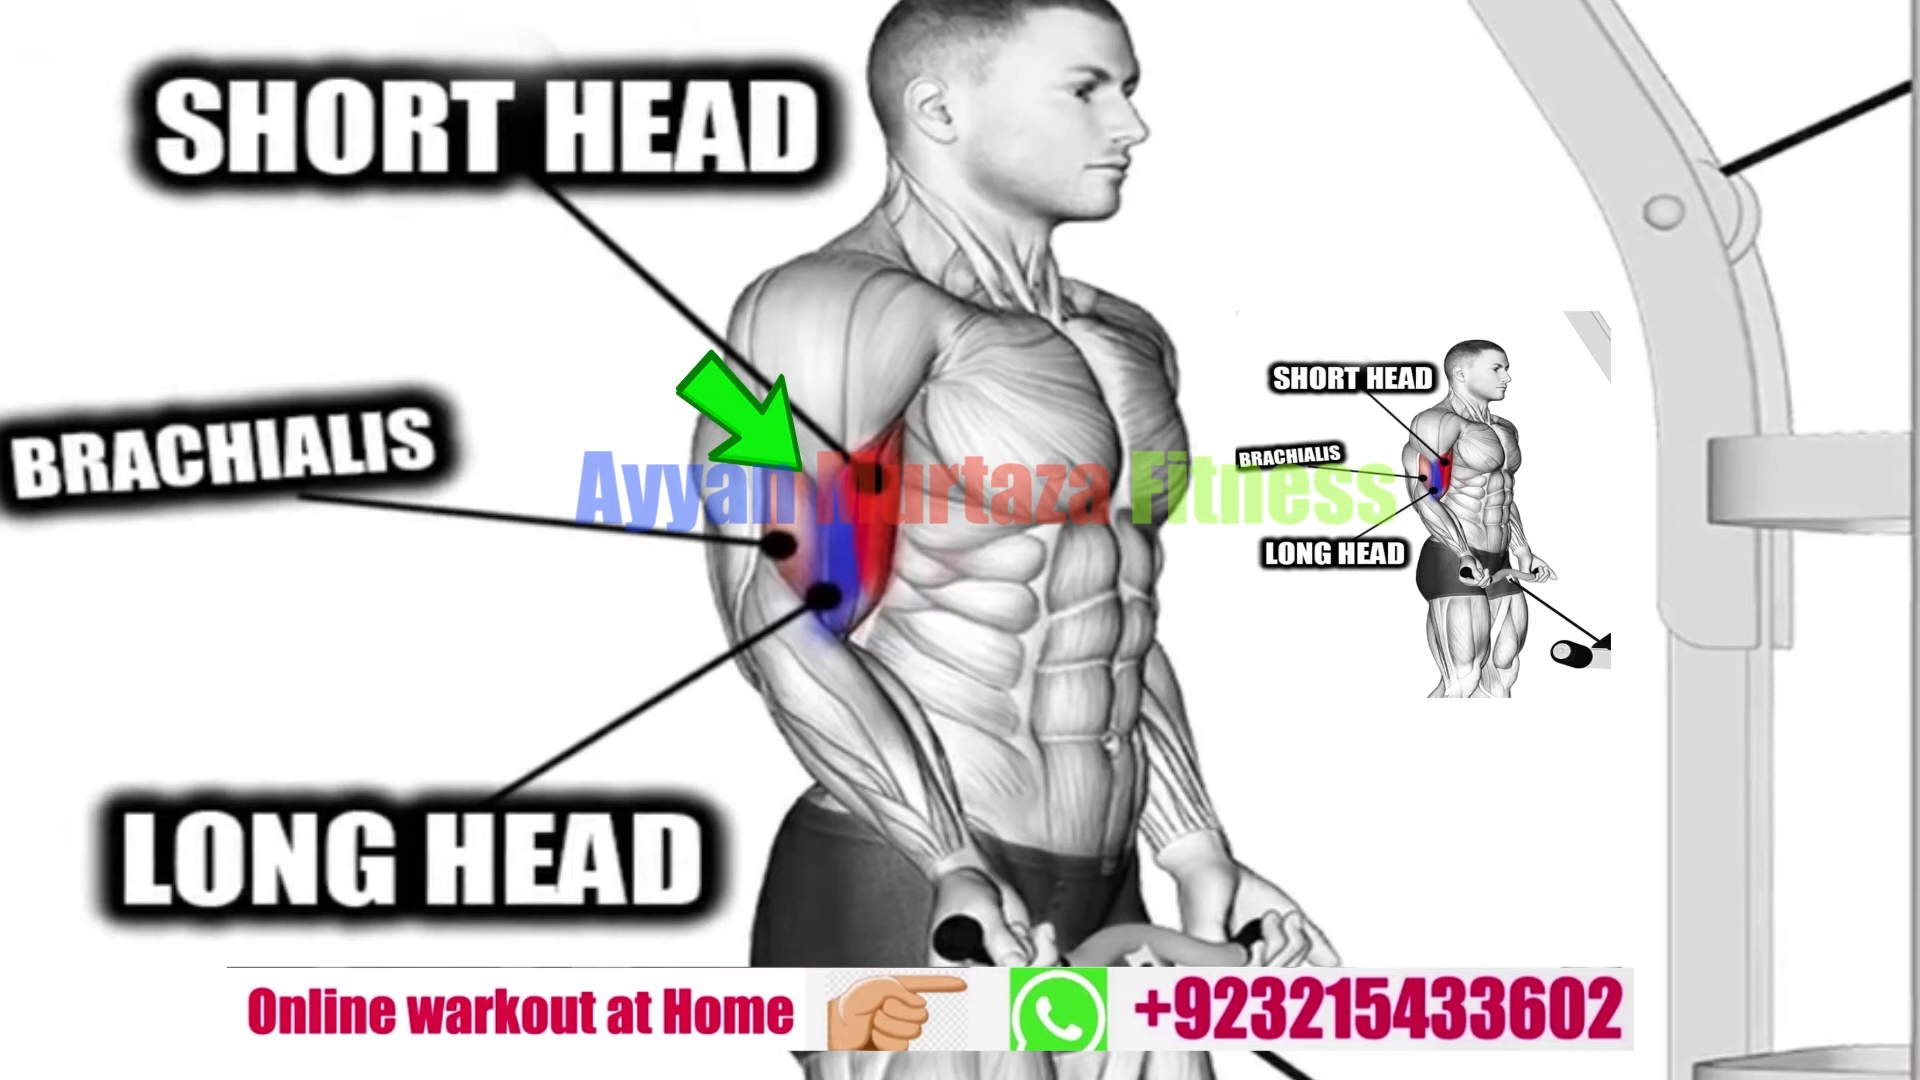 SHORT HEAD
BRACHIALIS
LONG HEAD
Ayyan Murtaza Fitness
SHORT HEAD
BRACHIALIS
LONG HEAD
Online warkout at Home
+923215433602